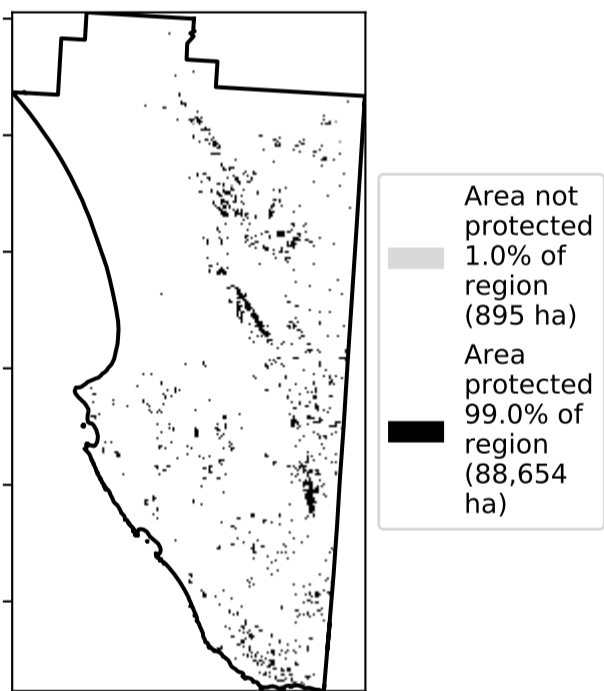 Area not
protected
1.0% of
region
(895 ha)
Area
protected
99.0% of
region
(88,654
ha)